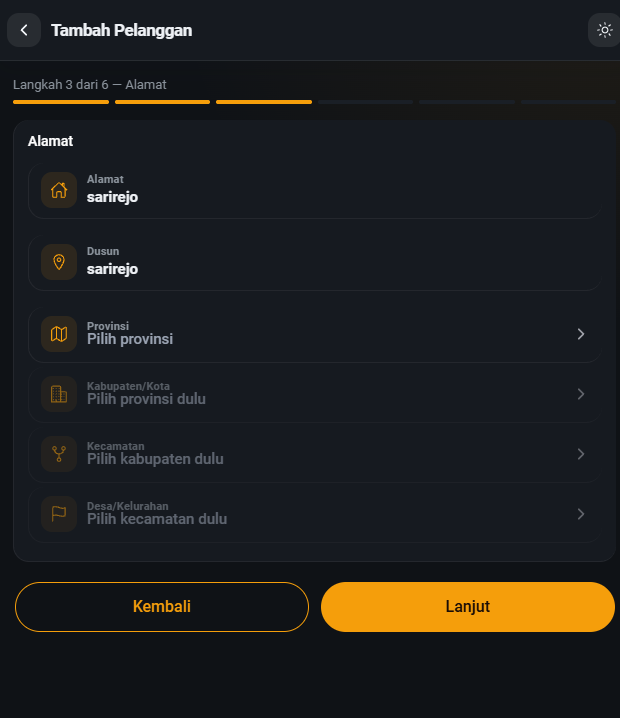 Tambah Pelanggan
Langkah 3 dari 6 — Alamat
Alamat
Alamat
sarirejo
Dusun
sarirejo
Provinsi
Pilih provinsi
Kabupaten/Kota
Pilih provinsi dulu
Kecamatan
Pilih kabupaten dulu
Desa/Kelurahan
Pilih kecamatan dulu
Kembali
Lanjut